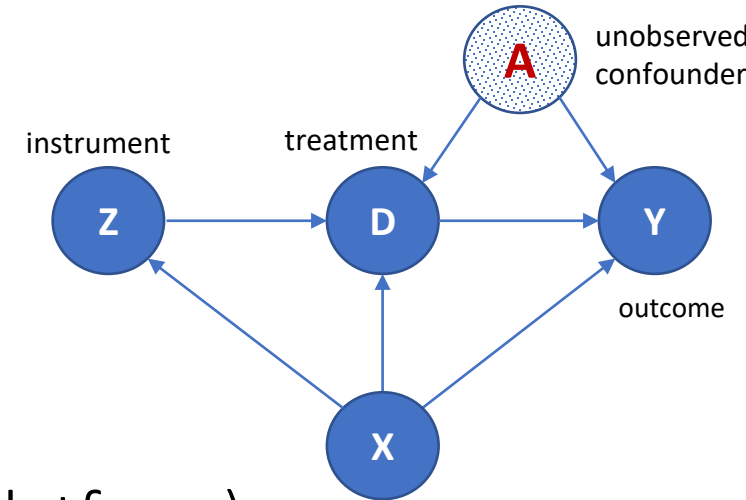 A
unobserved
confounder
instrument
treatment
Z
D
Y
outcome
X